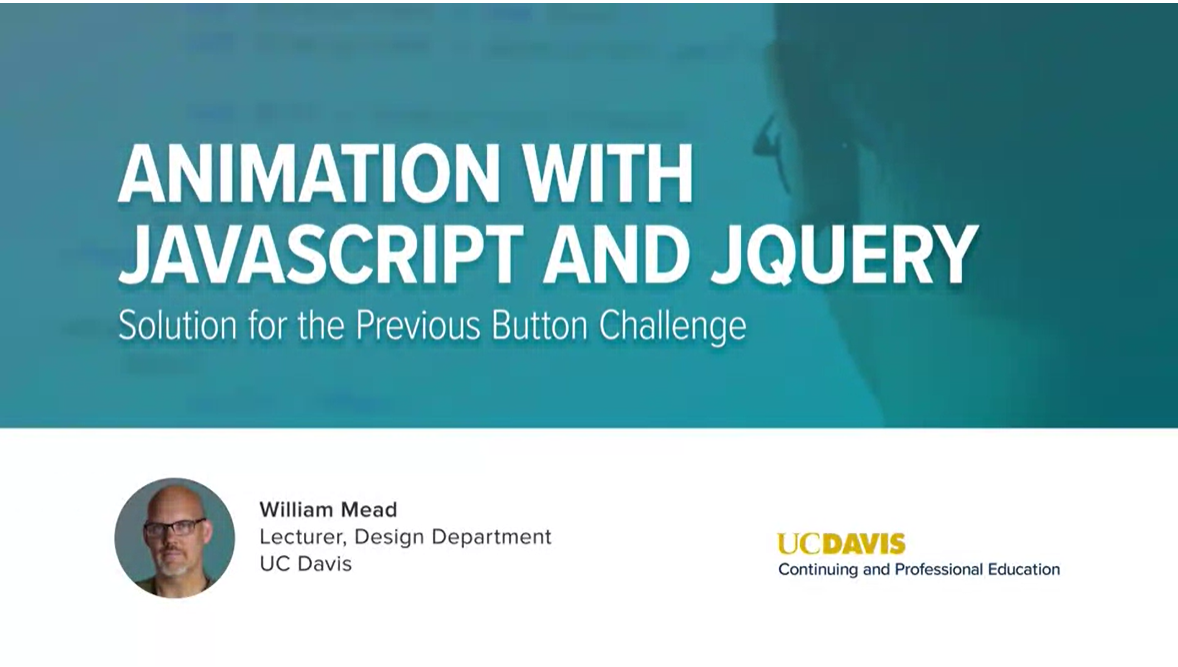 ANIMATION WITH
JAVASCRIPT AND JQUERY
Solution for the Previous Button Challenge
William Mead
Lecturer, Design Department
UC Davis
UCDAVIS
Continuing and Professional Education